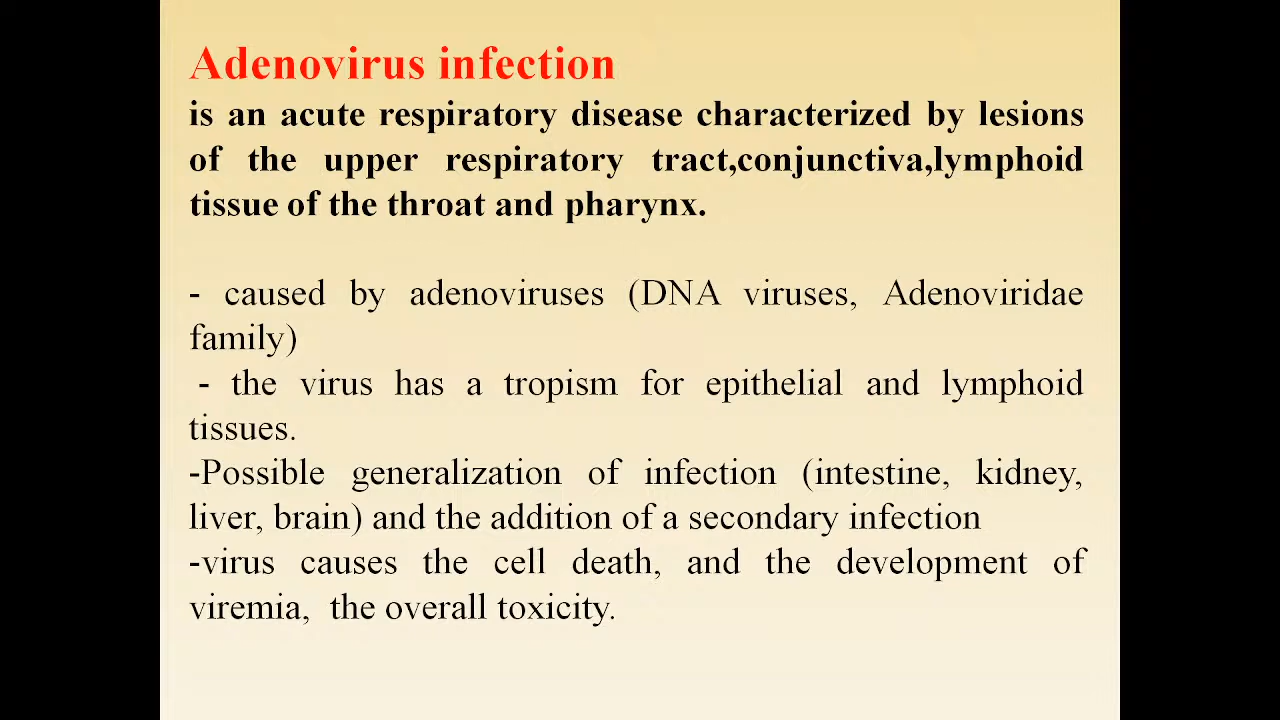 Adenovirus infection
is an acute respiratory disease characterized by lesions
of the upper respiratory tract,conjunctiva,lymphoid
tissue of the throat and pharynx.
- caused by adenoviruses (DNA viruses, Adenoviridae
family)
- the virus has a tropism for epithelial and lymphoid
tissues.
-Possible generalization of infection (intestine, kidney,
liver, brain) and the addition of a secondary infection
-virus causes the cell death, and the development of
viremia, the overall toxicity.